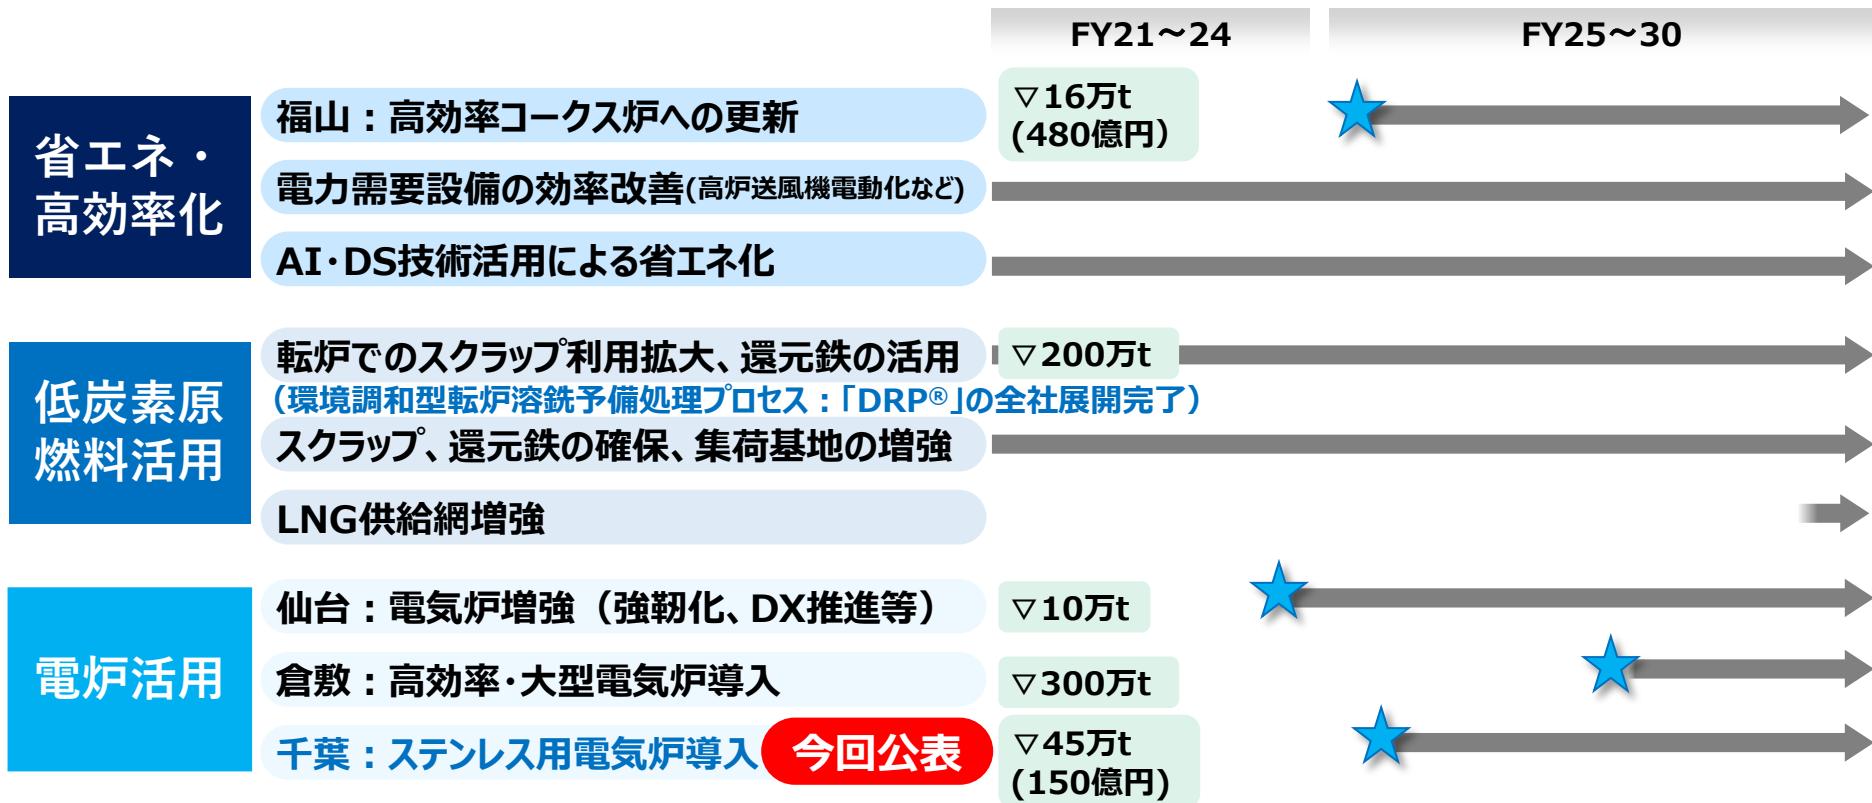 FY21～24
FY25～30
省エネ・
高効率化
福山：高効率コークス炉への更新
▽16万t
(480億円）
電力需要設備の効率改善(高炉送風機電動化など)
AI･DS技術活用による省エネ化
低炭素原
燃料活用
転炉でのスクラップ利用拡大、還元鉄の活用
▽200万t
（環境調和型転炉溶銑予備処理プロセス：「DRP®」の全社展開完了）
スクラップ、還元鉄の確保、集荷基地の増強
LNG供給網増強
電炉活用
仙台：電気炉増強（強靭化、DX推進等）
▽10万t
倉敷：高効率･大型電気炉導入
▽300万t
千葉：ステンレス用電気炉導入
今回公表
▽45万t
(150億円)